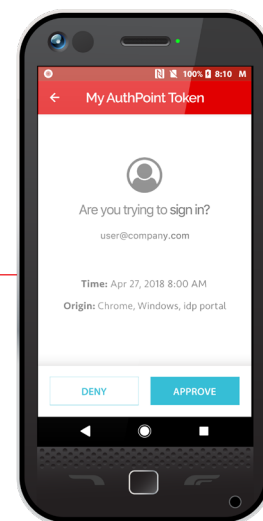 100% 8:10 M
My AuthPoint Token
Are you trying to sign in?
user@company.com
Time: Apr 27, 2018 8:00 AM
Origin: Chrome, Windows, idp portal
DENY
APPROVE